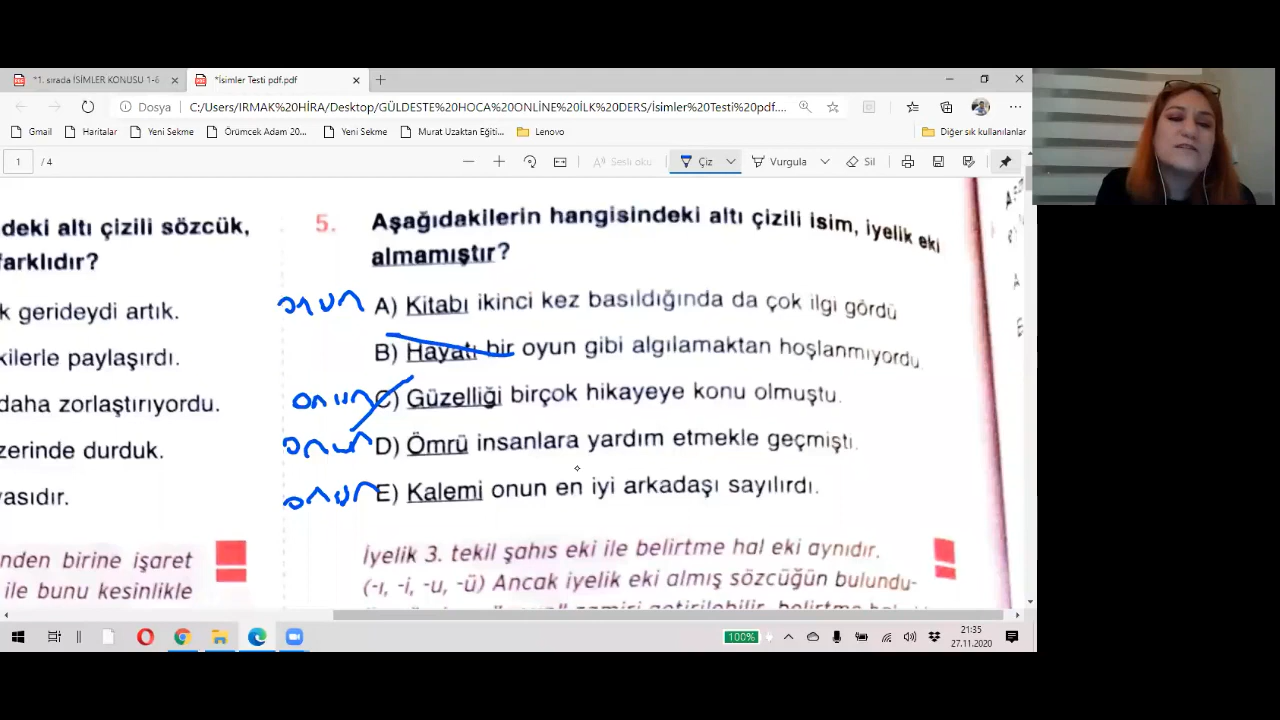 *1. sırada İSİMLER KONUSU 1-6
*İsimler Testi pdf.pdf
Dosya
C:/Users/IRMAK%20HİRA/Desktop/GÜLDESTE%20HOCA%20ONLİNE%20İLK%20DERS/İsimler%20Testi%20pdf....
Gmail
Haritalar
Yeni Sekme
Örümcek Adam 20...
Yeni Sekme
Murat Uzaktan Eğiti...
Lenovo
Diğer sık kullanılanlar
1 / 4
Sesli oku
Çiz
Vurgula
Sil
deki altı çizili sözcük,
farklıdır?
k gerideydi artık.
kilerle paylaşırdı.
daha zorlaştırıyordu.
zerinde durduk.
yasıdır.
nden birine işaret
ile bunu kesinlikle
5. Aşağıdakilerin hangisindeki altı çizili isim, iyelik eki
almamıştır?
onun A) Kitabı ikinci kez basıldığında da çok ilgi gördü
B) Hayatı bir oyun gibi algılamaktan hoşlanmıyordu.
onun C) Güzelliği birçok hikayeye konu olmuştu.
onun D) Ömrü insanlara yardım etmekle geçmişti.
onun E) Kalemi onun en iyi arkadaşı sayılırdı.
İyelik 3. tekil şahıs eki ile belirtme hal eki aynıdır.
(-ı, -i, -u, -ü) Ancak iyelik eki almış sözcüğün bulundu-
100%
21:35
27.11.2020